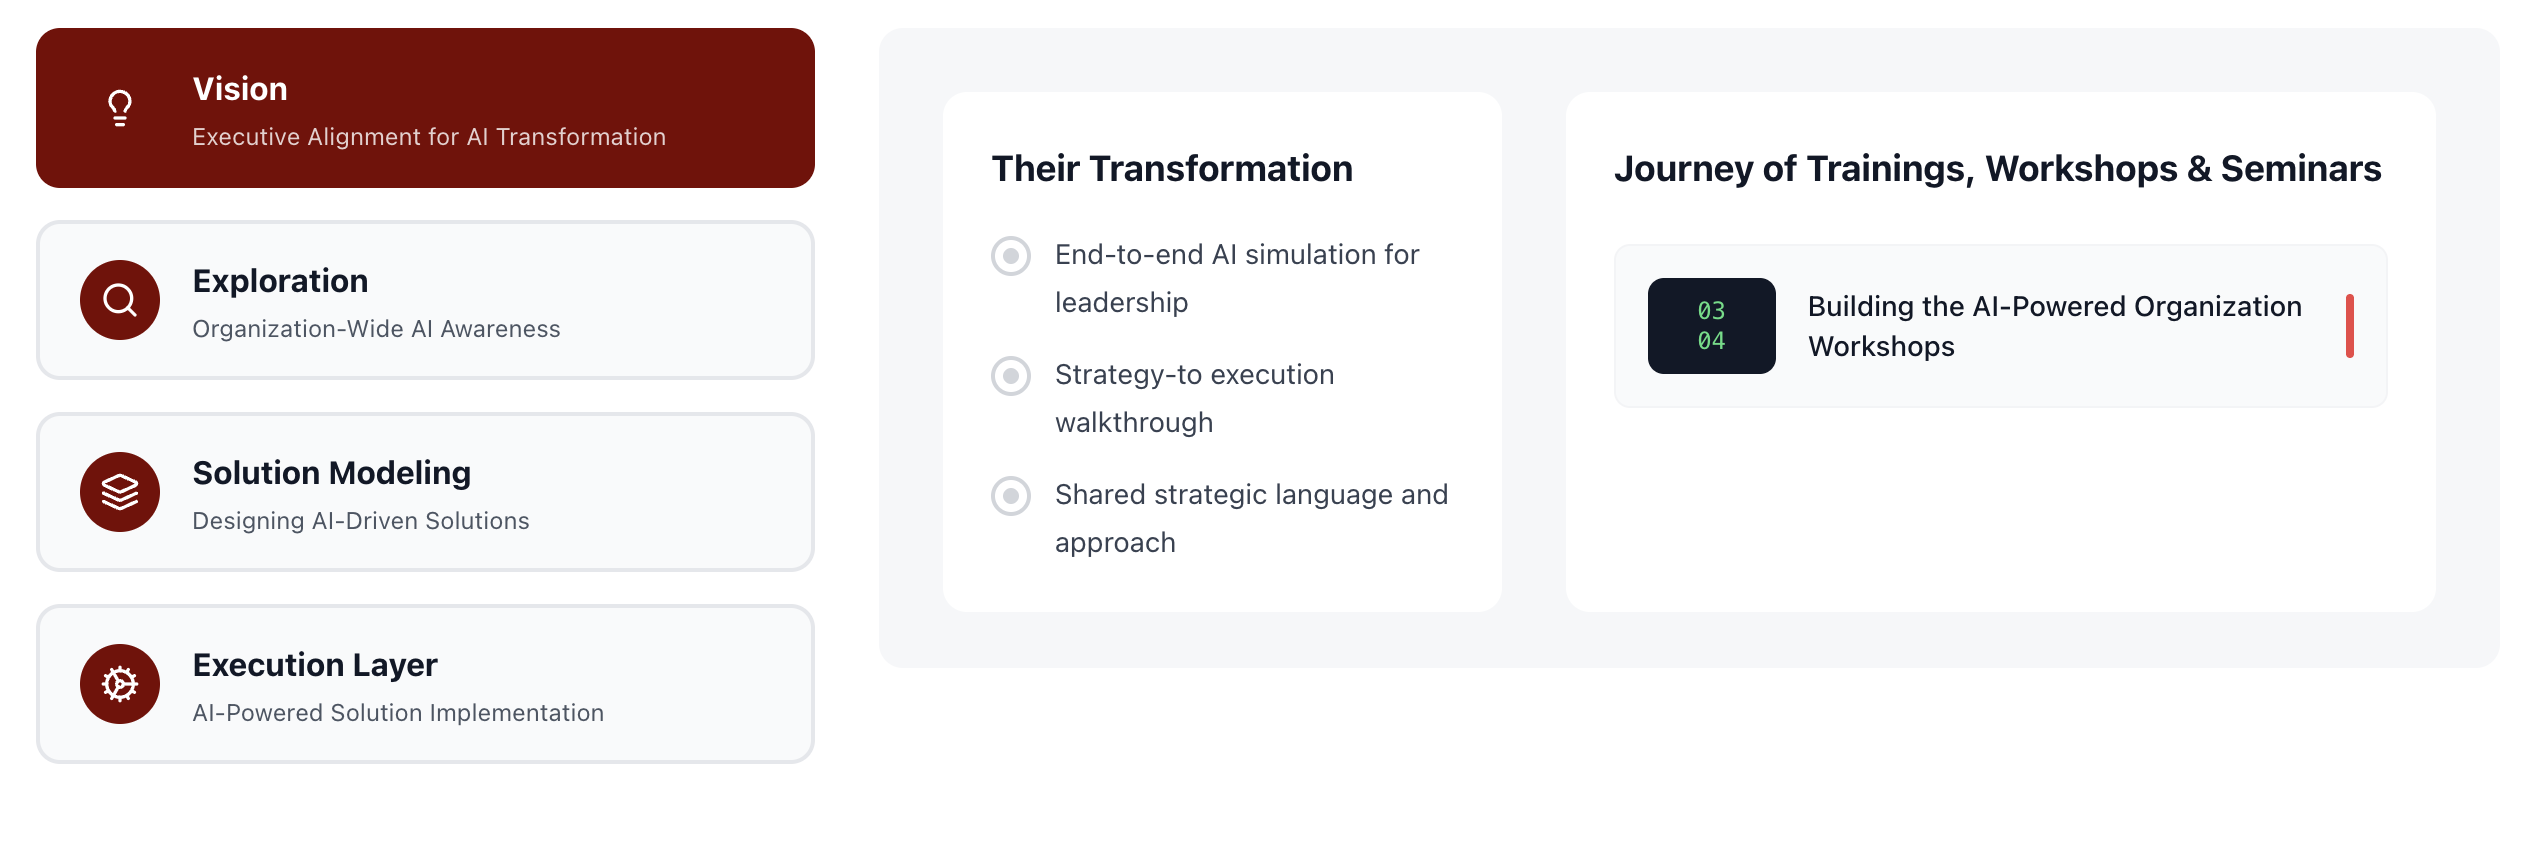 Vision
Executive Alignment for AI Transformation
Exploration
Organization-Wide AI Awareness
Solution Modeling
Designing AI-Driven Solutions
Execution Layer
AI-Powered Solution Implementation
Their Transformation
End-to-end AI simulation for
leadership
Strategy-to execution
walkthrough
Shared strategic language and
approach
Journey of Trainings, Workshops & Seminars
03
04
Building the AI-Powered Organization
Workshops